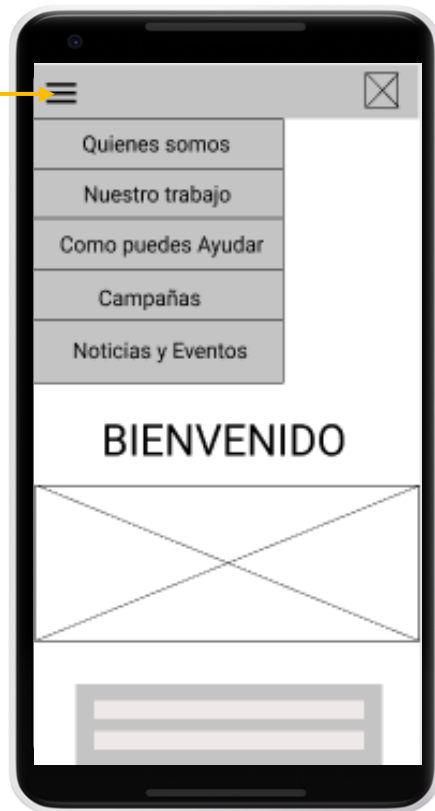 Quienes somos
Nuestro trabajo
Como puedes Ayudar
Campañas
Noticias y Eventos
BIENVENIDO